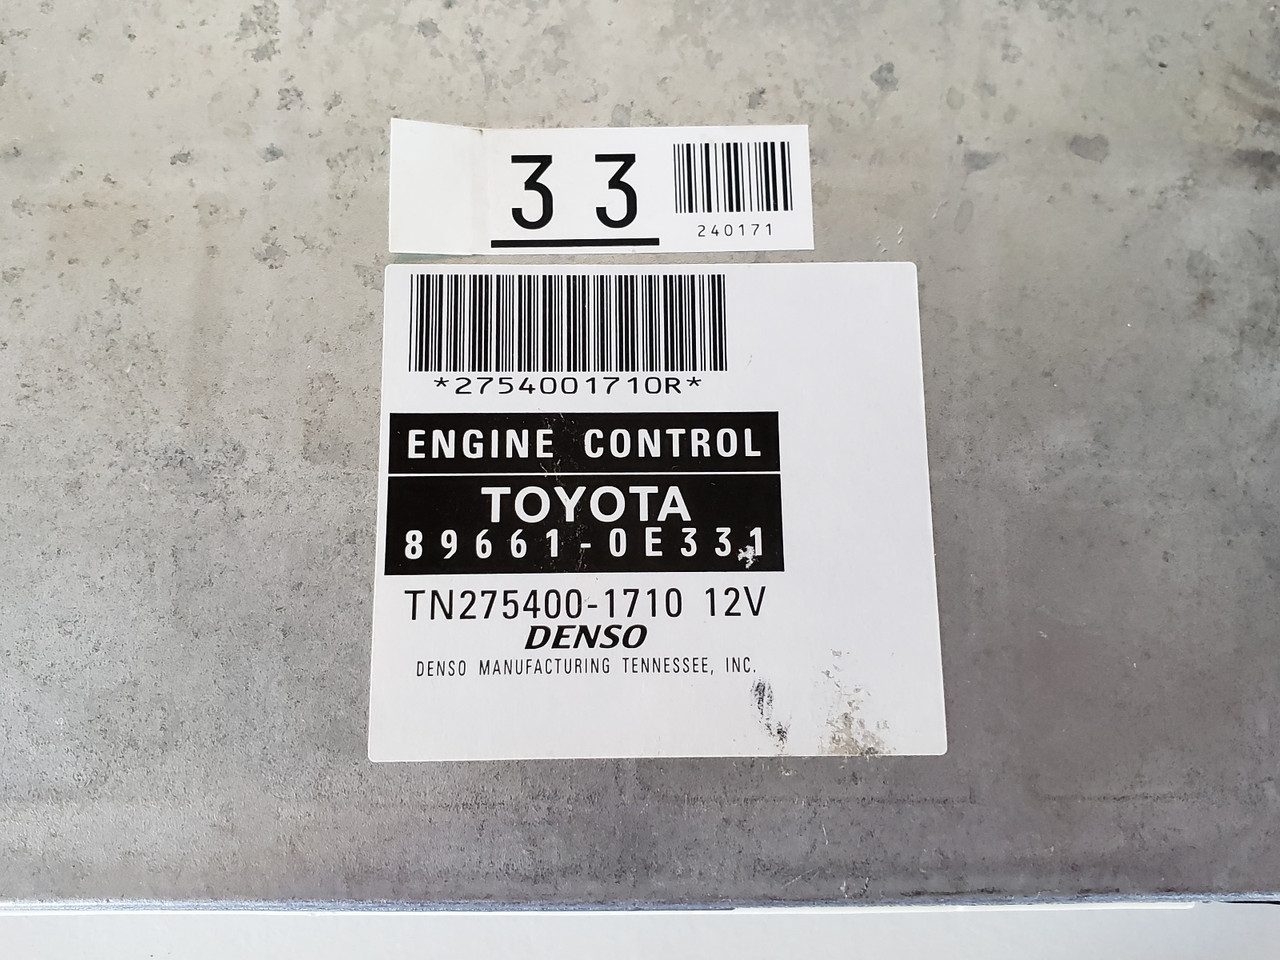 33
240171
*2754001710R*
ENGINE CONTROL
TOYOTA
89661-0E331
TN275400-1710 12V
DENSO
DENSO MANUFACTURING TENNESSEE, INC.